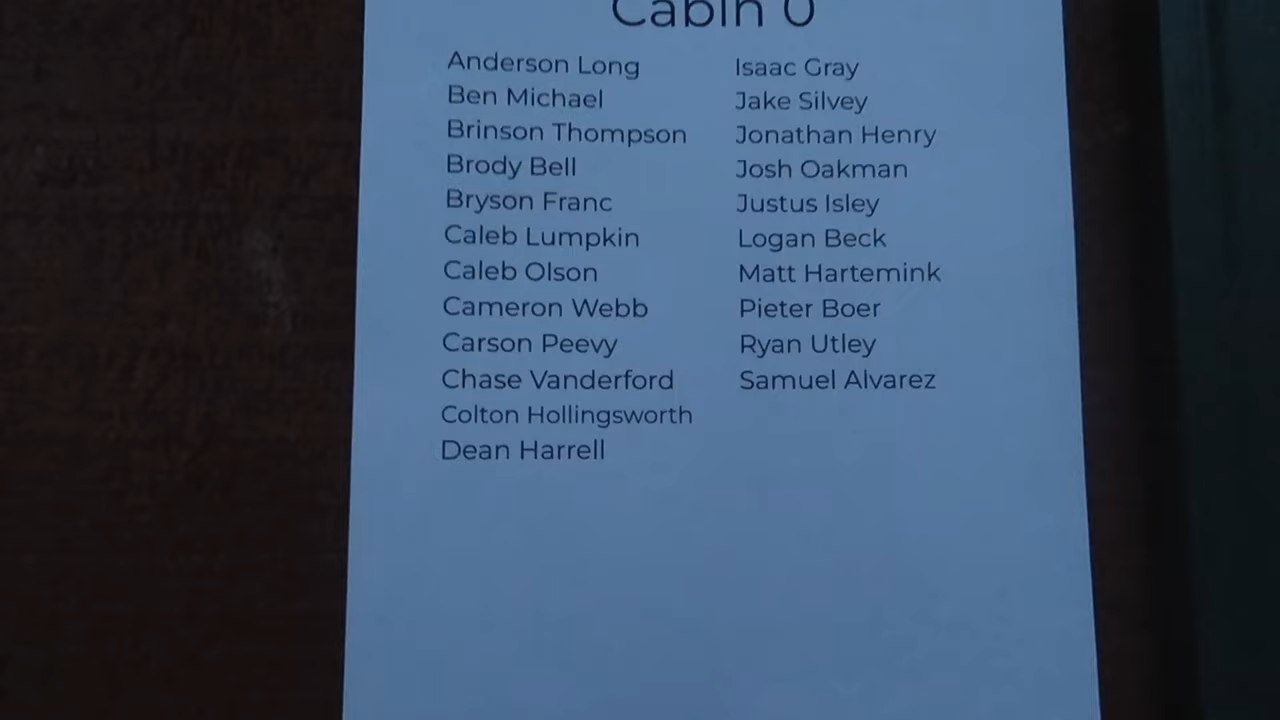 Cabin 0
Anderson Long
Ben Michael
Brinson Thompson
Brody Bell
Bryson Franc
Caleb Lumpkin
Caleb Olson
Cameron Webb
Carson Peevy
Chase Vanderford
Colton Hollingsworth
Dean Harrell
Isaac Gray
Jake Silvey
Jonathan Henry
Josh Oakman
Justus Isley
Logan Beck
Matt Hartemink
Pieter Boer
Ryan Utley
Samuel Alvarez